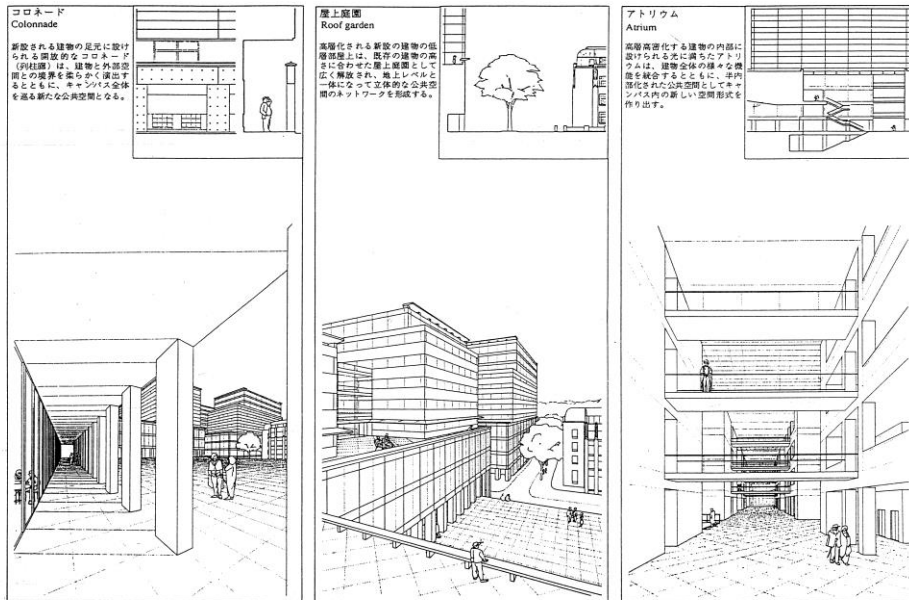 コロネード
Colonnade
新設される建物の足元に設け
られる開放的なコロネード
(列柱廊)は、建物と外部空
間との境界を柔らかく演出す
るとともに、キャンパス全体
を巡る新たな公共空間となる。
屋上庭園
Roof garden
高層化される新設の建物の低
層部屋上は、既存の建物の高
さに合わせた屋上庭園として
広く解放され、地上レベルと
一体になって立体的な公共空
間のネットワークを形成する。
アトリウム
Atrium
高層高密化する建物の内部に
設けられる光に満ちたアトリ
ウムは、建物全体の様々な機
能を統合するとともに、半内
部化された公共空間としてキャ
ンパス内の新しい空間形式を
作り出す。